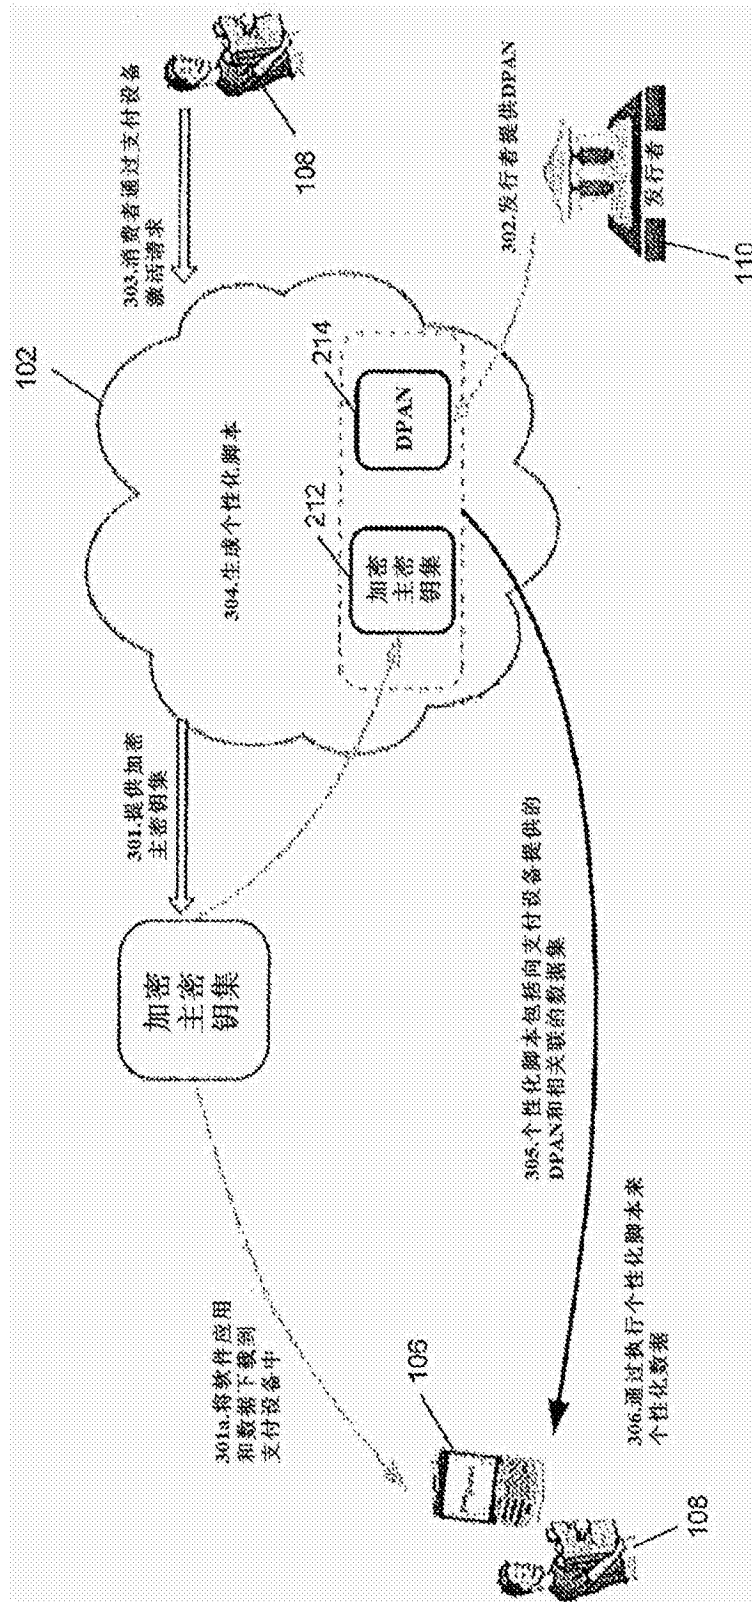 301a.将软件应用
和数据下载到
支付设备中
加密
主密
钥集
301.提供加密
主密钥集
102
303.消费者通过支付设备
激活请求
108
304.生成个性化脚本
212
214
加密
主密
钥集
DPAN
302.发行者提供DPAN
发行者
110
106
305.个性化脚本包括向支付设备提供的
DPAN和相关联的数据集
306.通过执行个性化脚本来
个性化数据
108